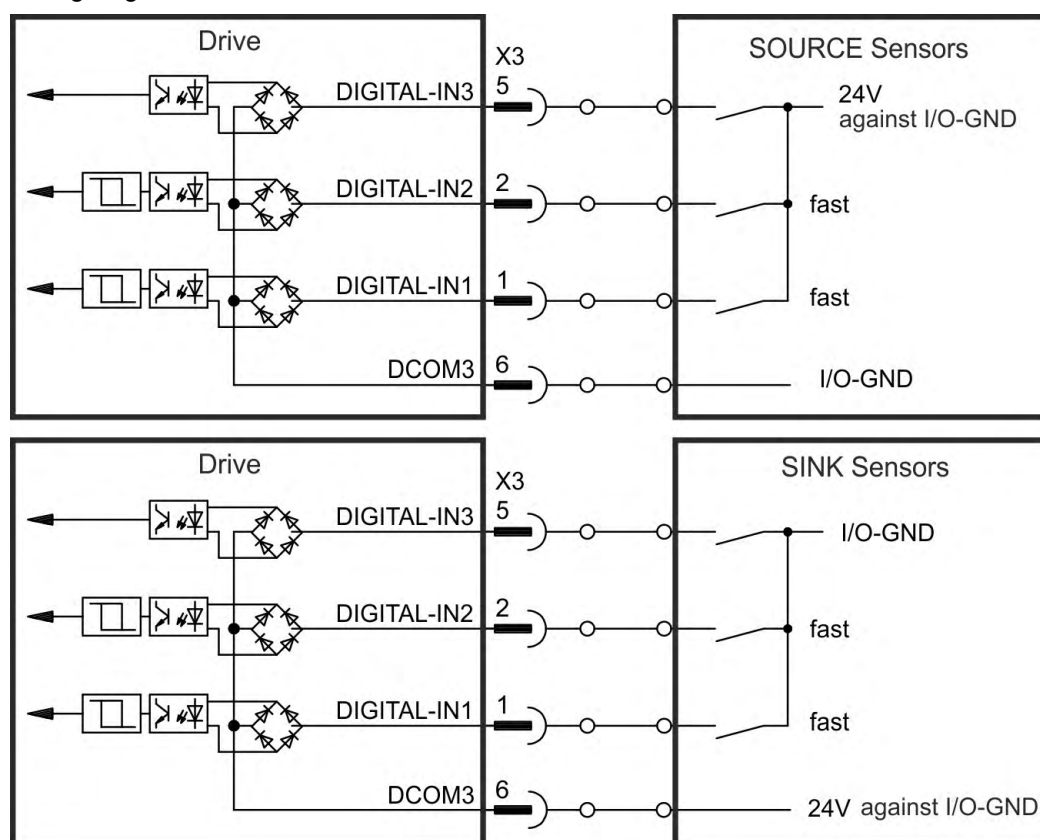 Drive
X3
SOURCE Sensors
DIGITAL-IN3
5
24V
against I/O-GND
DIGITAL-IN2
2
fast
DIGITAL-IN1
1
fast
DCOM3
6
I/O-GND
Drive
X3
SINK Sensors
DIGITAL-IN3
5
I/O-GND
DIGITAL-IN2
2
fast
DIGITAL-IN1
1
fast
DCOM3
6
24V against I/O-GND